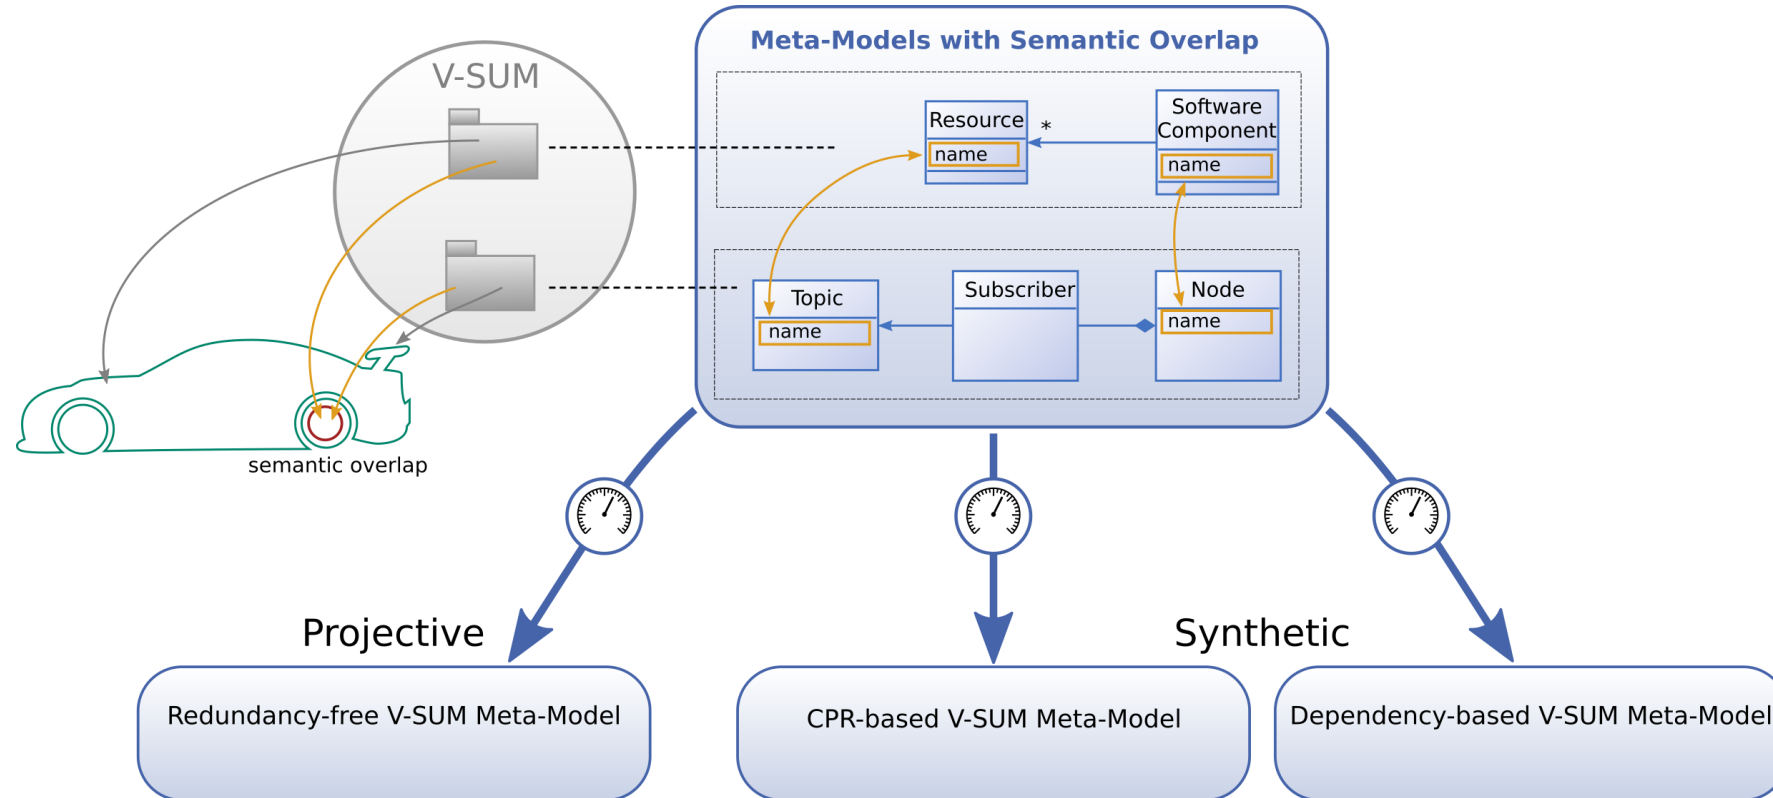 Meta-Models with Semantic Overlap
V-SUM
Resource
name
*
Software
Component
name
Topic
name
Subscriber
Node
name
semantic overlap
Projective
Synthetic
Redundancy-free V-SUM Meta-Model
CPR-based V-SUM Meta-Model
Dependency-based V-SUM Meta-Model